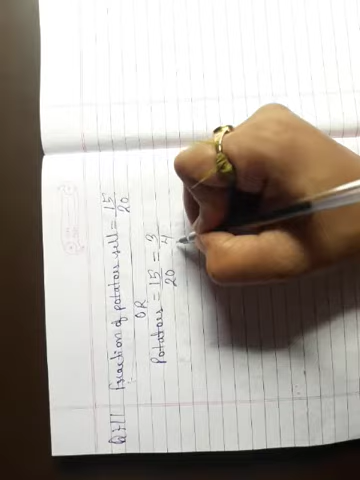 Q:11 Fraction of potatoes sell = 15/20
OR
Potatoes = 15/20 = 3/4